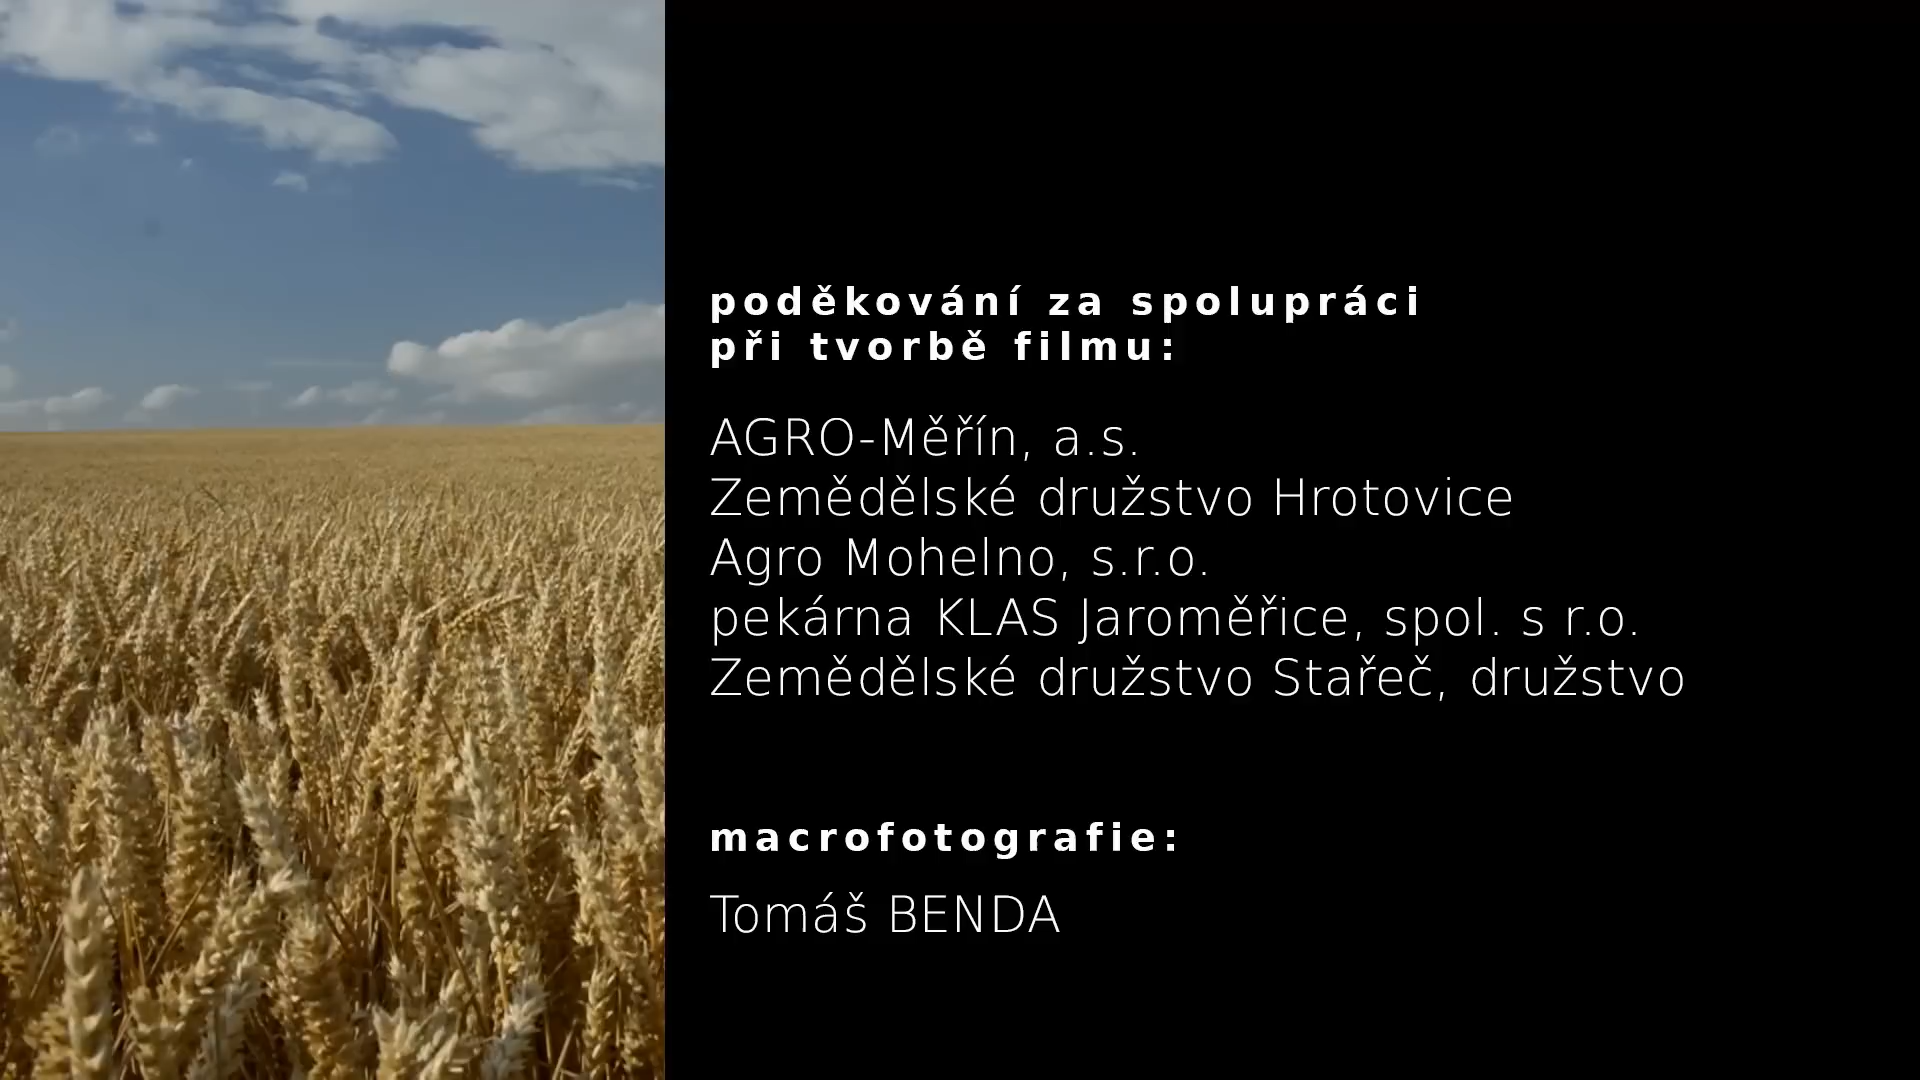 poděkování za spolupráci
při tvorbě filmu:
AGRO-Měřín, a.s.
Zemědělské družstvo Hrotovice
Agro Mohelno, s.r.o.
pekárna KLAS Jaroměřice, spol. s r.o.
Zemědělské družstvo Stařeč, družstvo
macrofotografie:
Tomáš BENDA